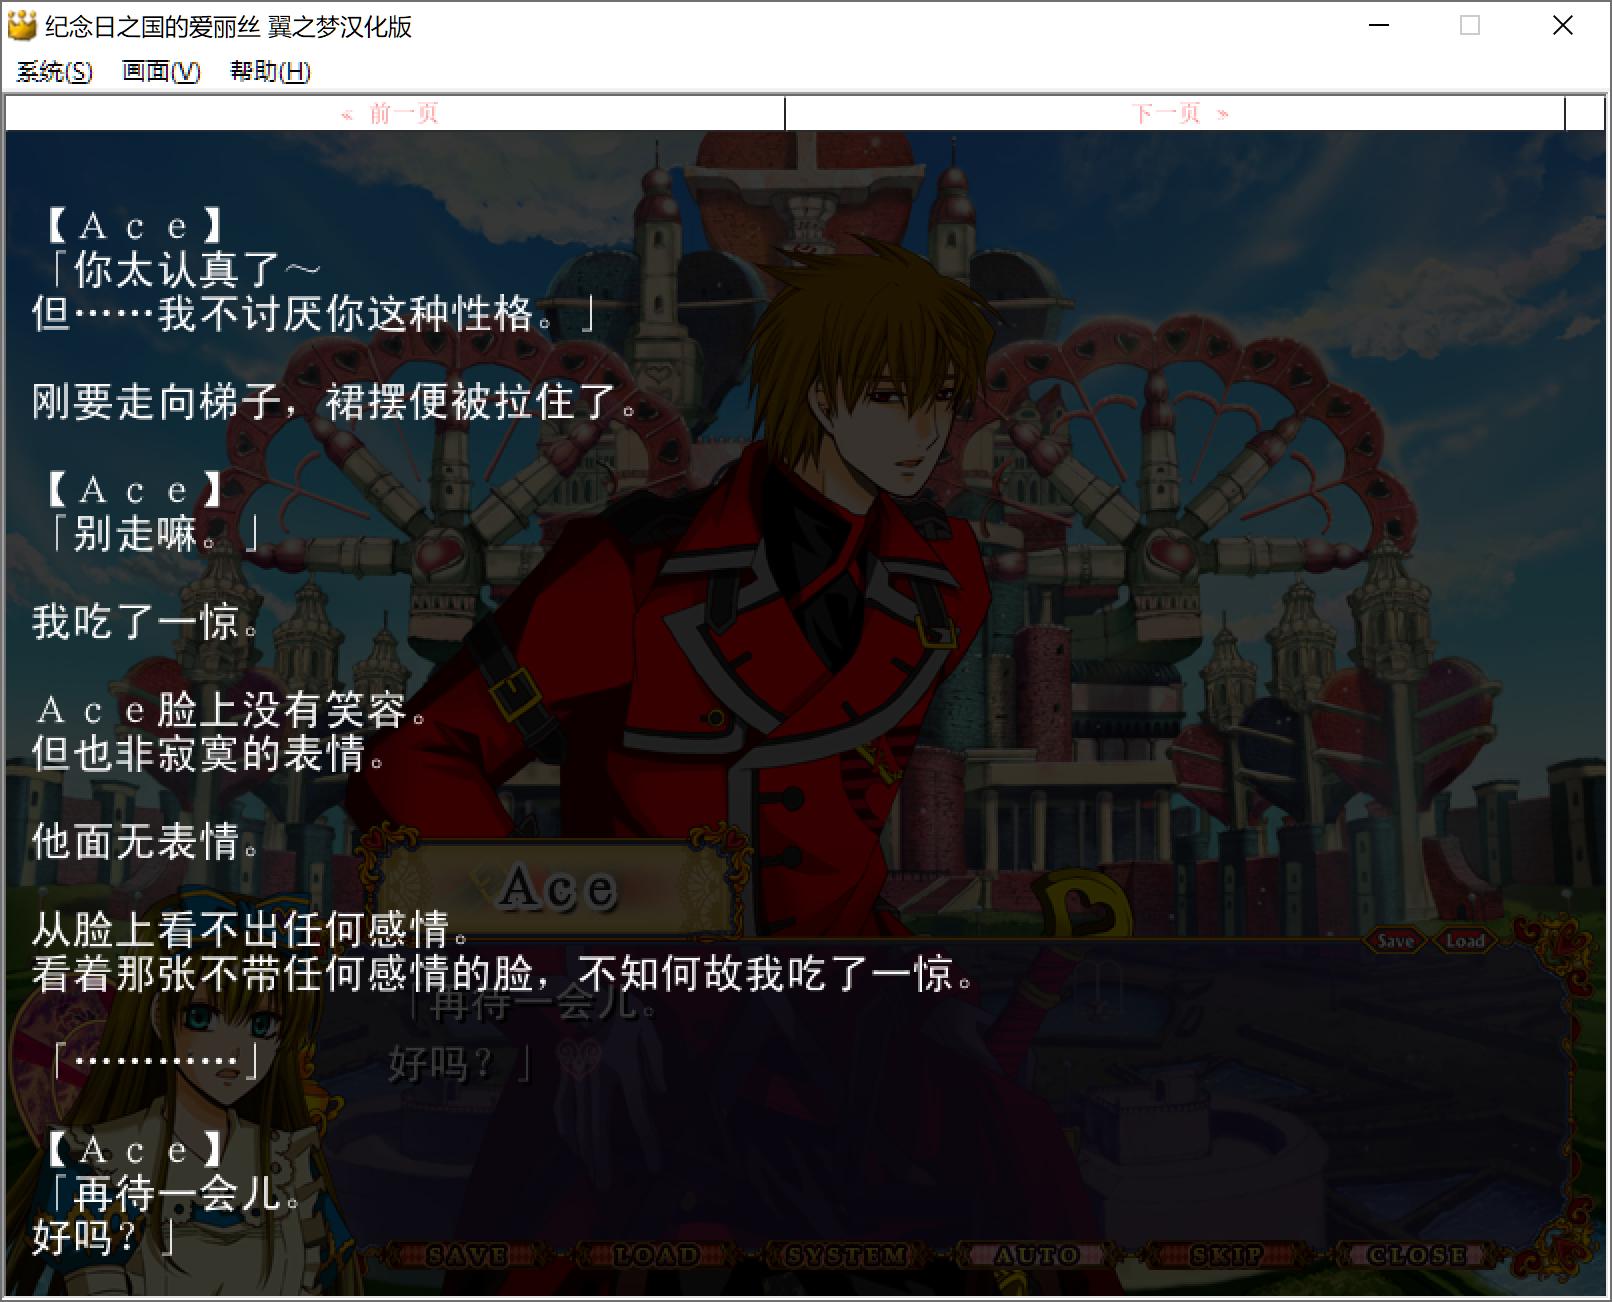 纪念日之国的爱丽丝 翼之梦汉化版
系统(S) 画面(V) 帮助(H)
« 前一页 下一页 »
【Ace】
「你太认真了～
但……我不讨厌你这种性格。」
刚要走向梯子，裙摆便被拉住了。
【Ace】
「别走嘛。」
我吃了一惊。
Ace脸上没有笑容。
但也非寂寞的表情。
他面无表情。
从脸上看不出任何感情。
看着那张不带任何感情的脸，不知何故我吃了一惊。
「…………」
【Ace】
「再待一会儿。
好吗？」
Ace
Save Load
「再待一会儿。
好吗？」
SAVE LOAD SYSTEM AUTO SKIP CLOSE